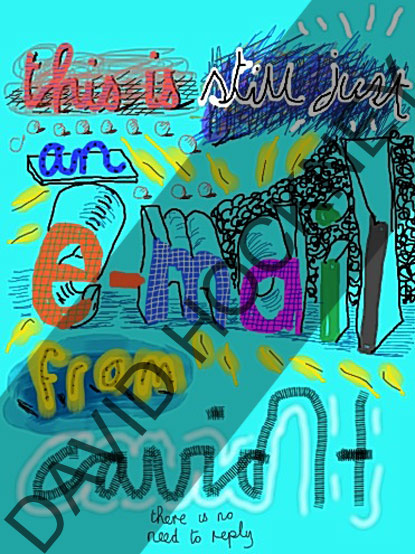 this is still just
an
e-mail
from
there is no
need to reply
DAVID HOCKNEY